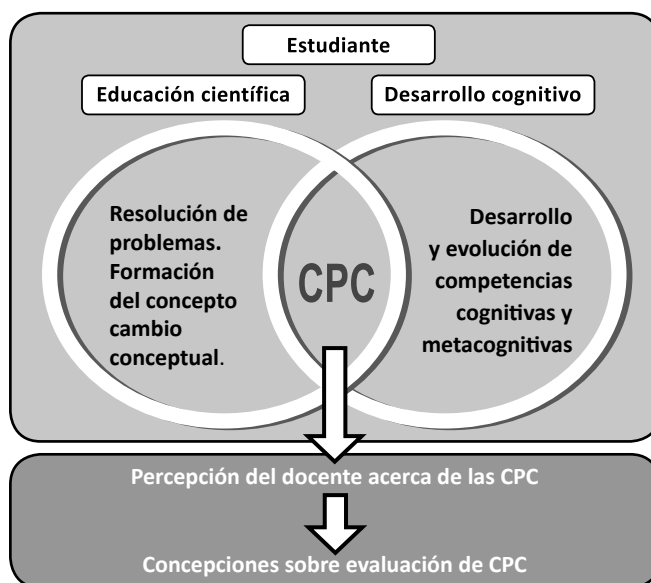 Estudiante
Educación científica
Desarrollo cognitivo
Resolución de
problemas.
Formación
del concepto
cambio
conceptual.
CPC
Desarrollo
y evolución de
competencias
cognitivas y
metacognitivas
Percepción del docente acerca de las CPC
Concepciones sobre evaluación de CPC